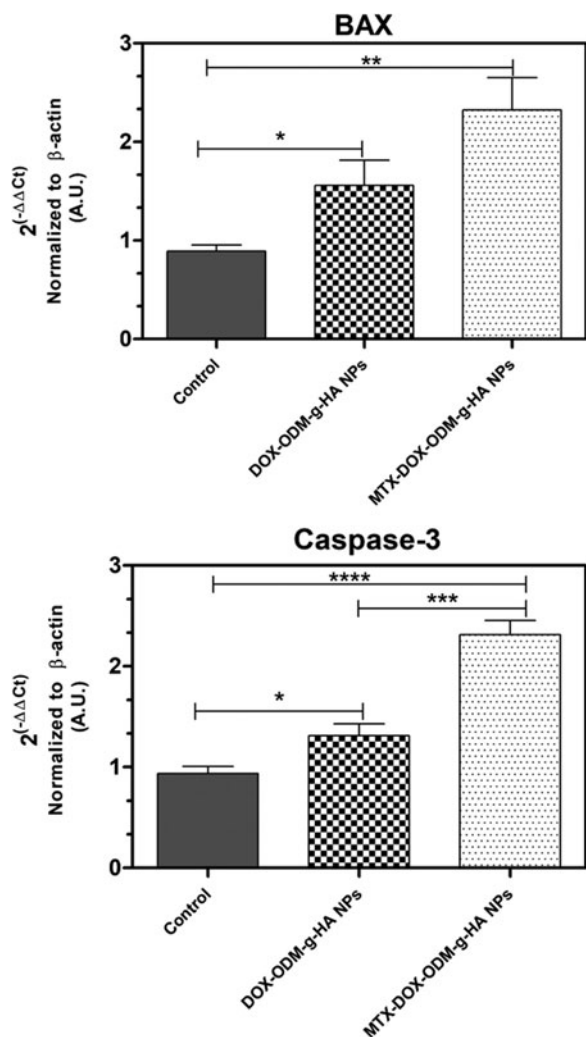 BAX
3
2
1
0
2(-ΔΔCt)
Normalized to β-actin
(A.U.)
**
*
Control
DOX-ODM-g-HA NPs
MTX-DOX-ODM-g-HA NPs
Caspase-3
3
2
1
0
2(-ΔΔCt)
Normalized to β-actin
(A.U.)
****
***
*
Control
DOX-ODM-g-HA NPs
MTX-DOX-ODM-g-HA NPs